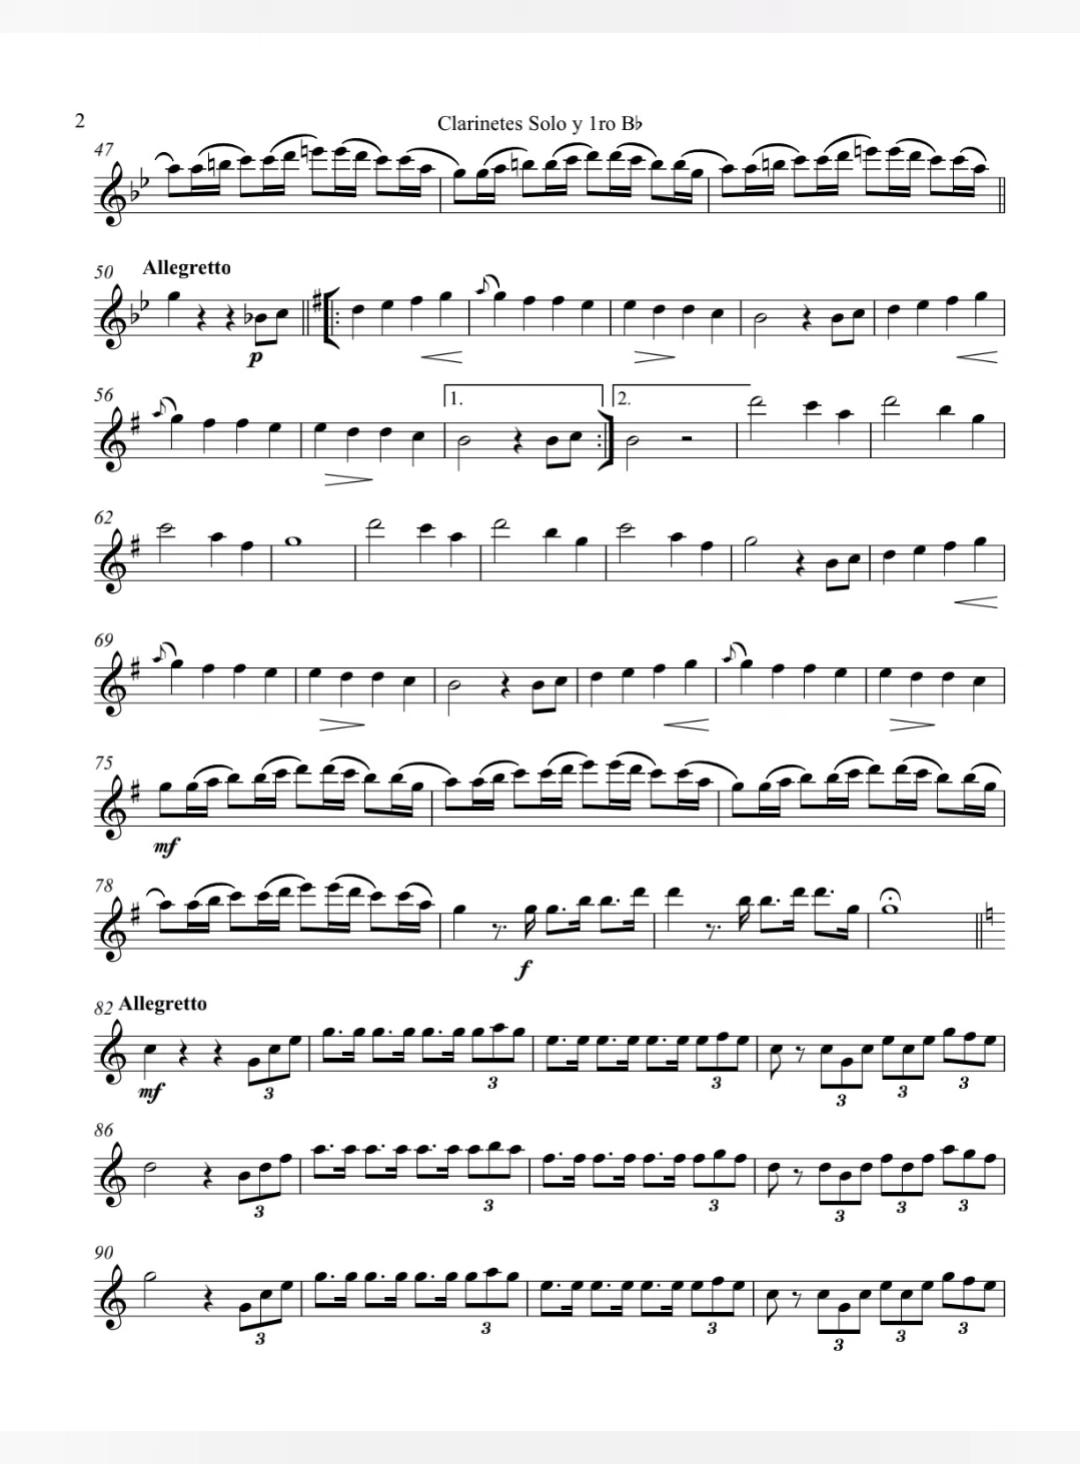 2
Clarinetes Solo y 1ro B♭
47
50 Allegretto
p
56
1. 2.
62
69
75
mf
78
f
82 Allegretto
mf
3 3 3 3 3 3
86
3 3 3 3 3 3
90
3 3 3 3 3 3